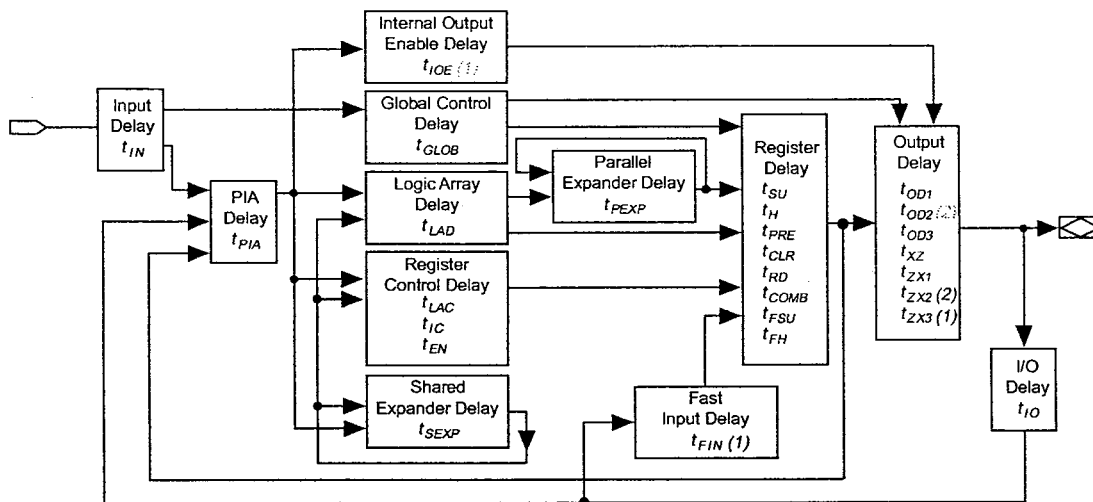 Internal Output
Enable Delay
tIOE (1)
Input
Delay
tIN
Global Control
Delay
tGLOB
PIA
Delay
tPIA
Logic Array
Delay
tLAD
Parallel
Expander Delay
tPEXP
Register
Control Delay
tLAC
tIC
tEN
Shared
Expander Delay
tSEXP
Fast
Input Delay
tFIN (1)
Register
Delay
tSU
tH
tPRE
tCLR
tRD
tCOMB
tFSU
tFH
Output
Delay
tOD1
tOD2 (2)
tOD3
tXZ
tZX1
tZX2 (2)
tZX3 (1)
I/O
Delay
tIO